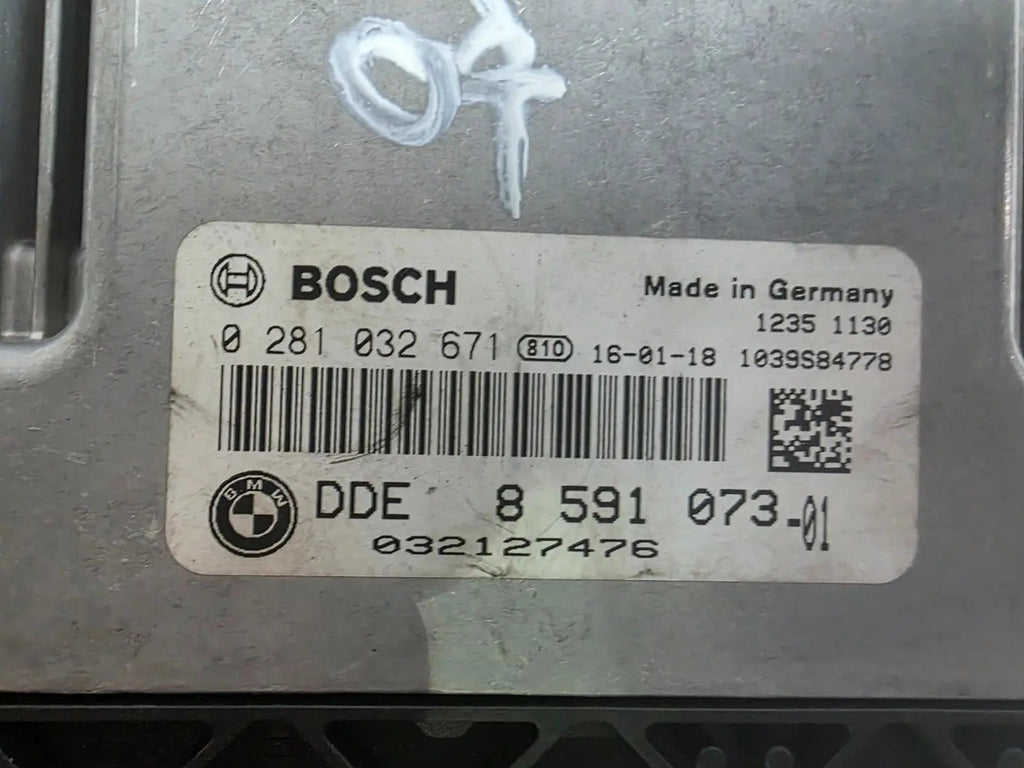 BOSCH
Made in Germany
1235 1130
0 281 032 671 810 16-01-18 1039S84778
BMW
DDE 8 591 073-01
032127476